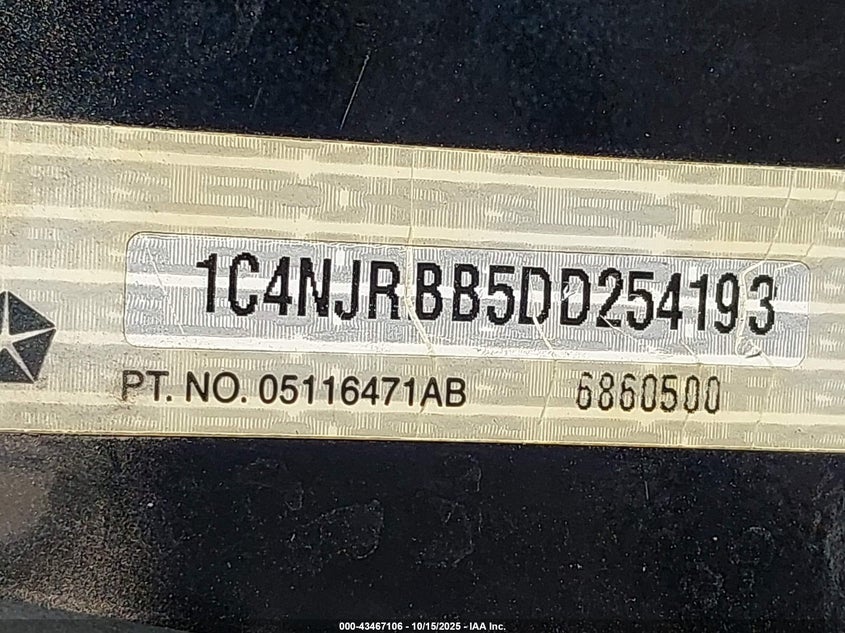 1C4NJRBB5DD254193
PT. NO. 05116471AB 6860500
000-43467106 - 10/15/2025 - IAA Inc.